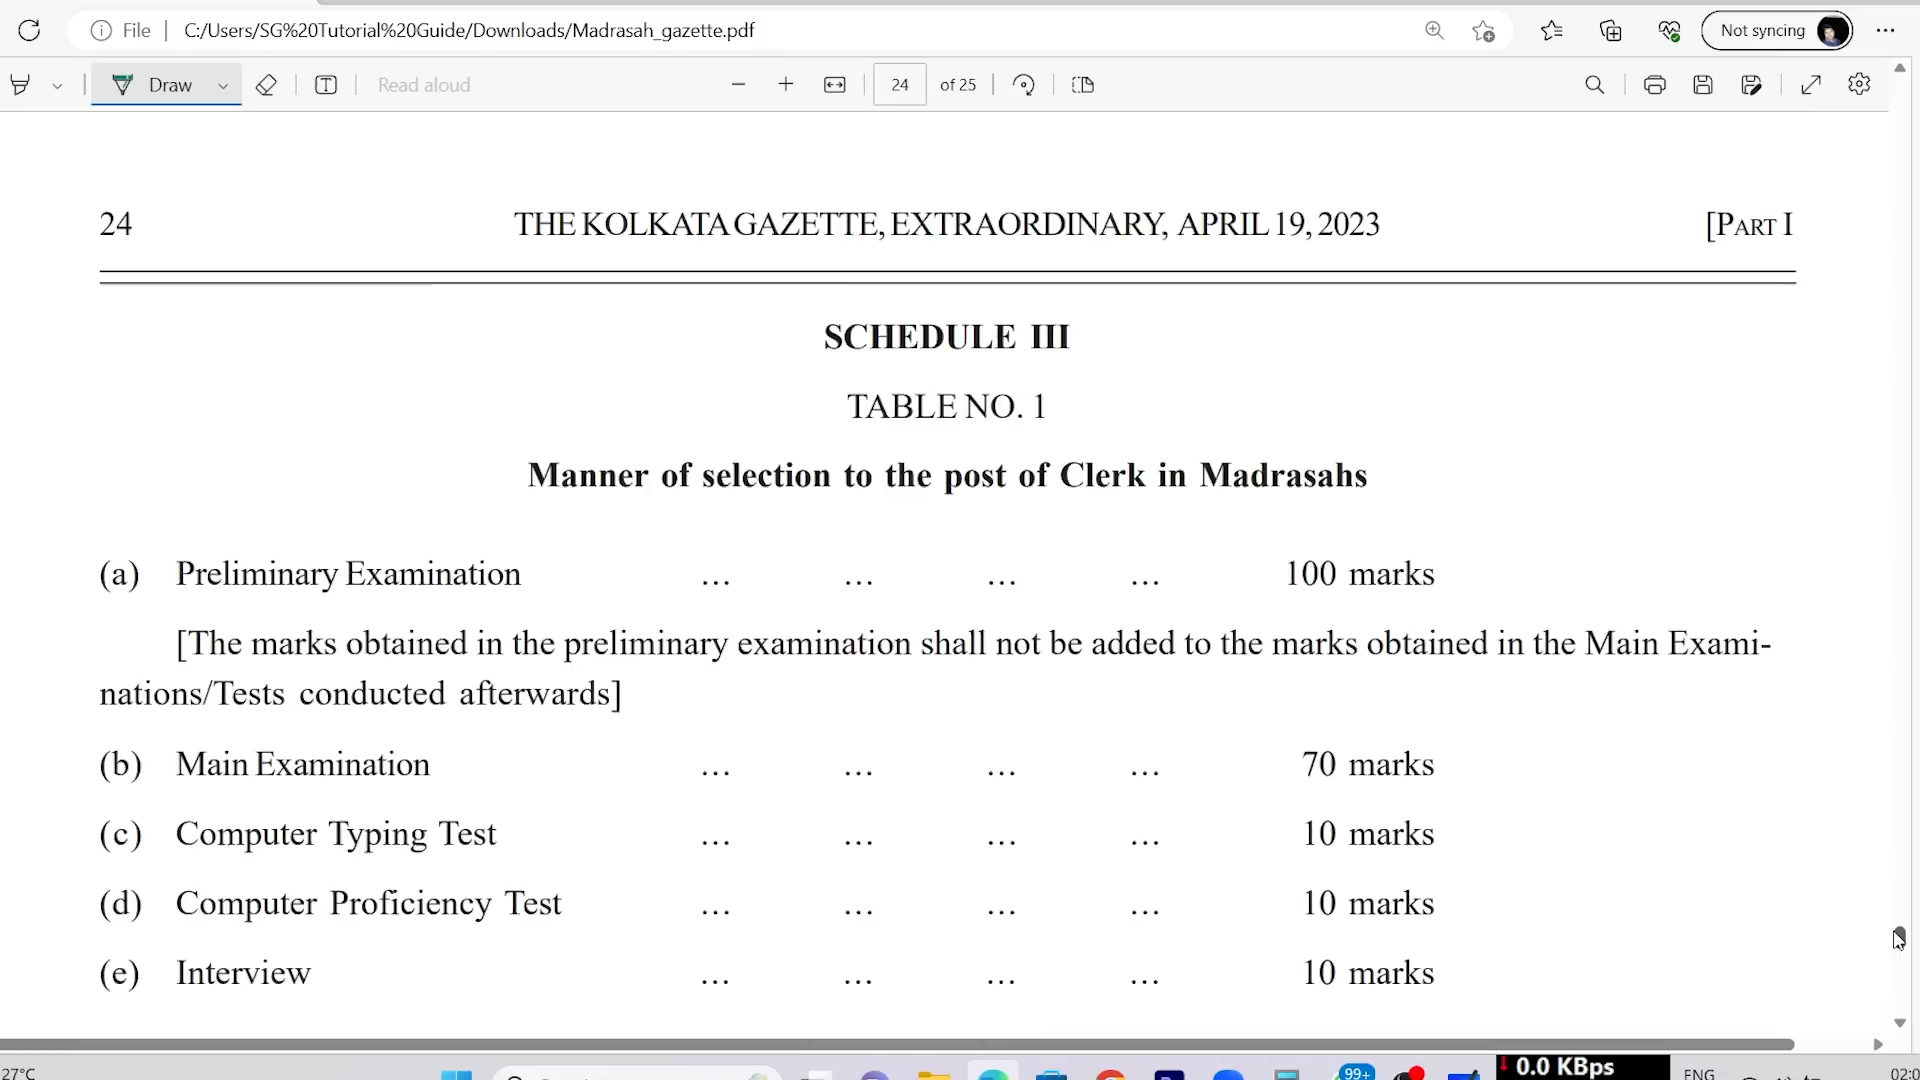 File
C:/Users/SG%20Tutorial%20Guide/Downloads/Madrasah_gazette.pdf
Not syncing
Draw
Read aloud
24
of 25
24 THE KOLKATA GAZETTE, EXTRAORDINARY, APRIL 19, 2023 [PART I
SCHEDULE III
TABLE NO. 1
Manner of selection to the post of Clerk in Madrasahs
(a) Preliminary Examination ... ... ... ... 100 marks
[The marks obtained in the preliminary examination shall not be added to the marks obtained in the Main Exami-
nations/Tests conducted afterwards]
(b) Main Examination ... ... ... ... 70 marks
(c) Computer Typing Test ... ... ... ... 10 marks
(d) Computer Proficiency Test ... ... ... ... 10 marks
(e) Interview ... ... ... ... 10 marks
27°C
99+
0.0 KBps
ENG